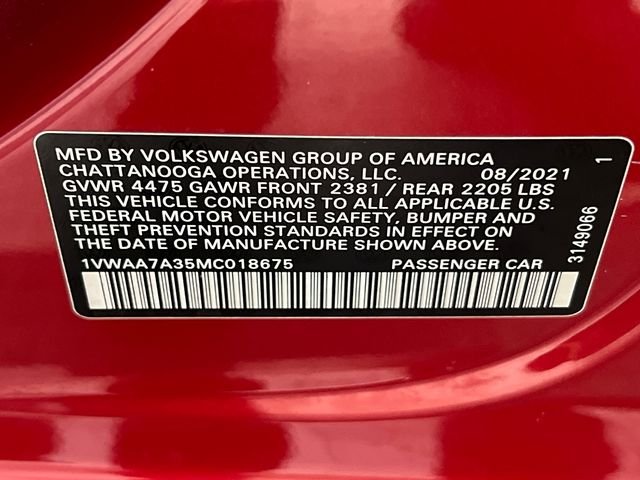 MFD BY VOLKSWAGEN GROUP OF AMERICA
CHATTANOOGA OPERATIONS, LLC. 08/2021
GVWR 4475 GAWR FRONT 2381 / REAR 2205 LBS
THIS VEHICLE CONFORMS TO ALL APPLICABLE U.S.
FEDERAL MOTOR VEHICLE SAFETY, BUMPER AND
THEFT PREVENTION STANDARDS IN EFFECT ON
THE DATE OF MANUFACTURE SHOWN ABOVE.
1VWAA7A35MC018675 PASSENGER CAR
3149066 1